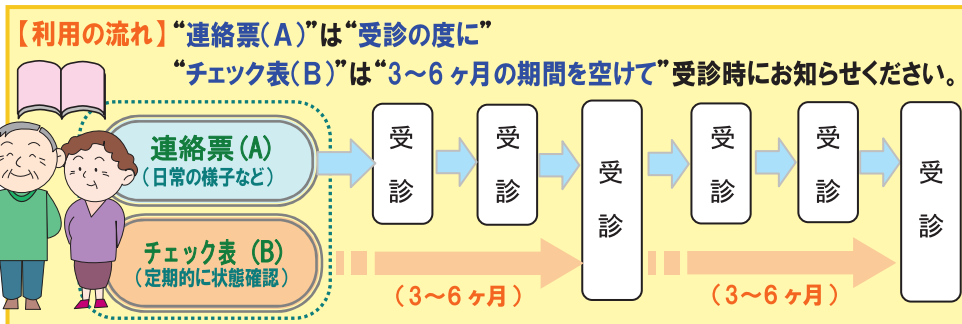 【利用の流れ】“連絡票(A)”は“受診の度に”
“チェック表(B)”は“3～6ヶ月の期間を空けて”受診時にお知らせください。
連絡票(A)
(日常の様子など)
受診
受診
受診
受診
受診
受診
チェック表(B)
(定期的に状態確認)
(3～6ヶ月)
(3～6ヶ月)